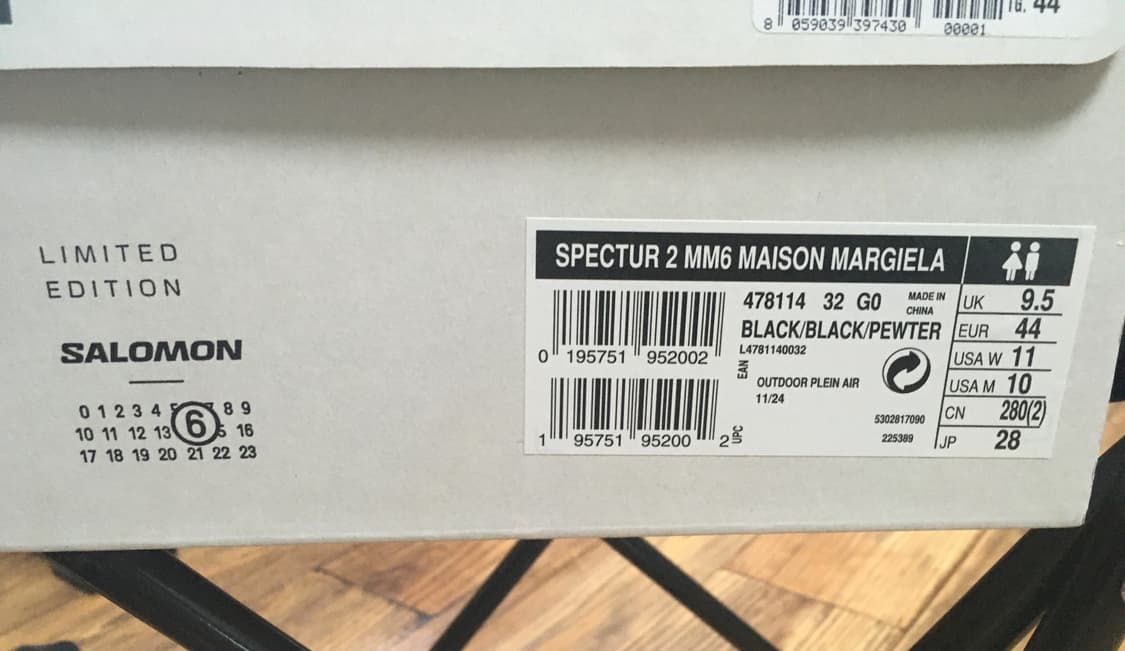 TG. 44
8 059039 397430
00001
LIMITED
EDITION
SALOMON
0 1 2 3 4 8 9
10 11 12 13 6 16
17 18 19 20 21 22 23
SPECTUR 2 MM6 MAISON MARGIELA
0 195751 952002
1 95751 95200 2
UPC
EAN
478114 32 G0
MADE IN
CHINA
BLACK/BLACK/PEWTER
L4781140032
OUTDOOR PLEIN AIR
11/24
5302817090
225389
UK 9.5
EUR 44
USA W 11
USA M 10
CN 280(2)
JP 28